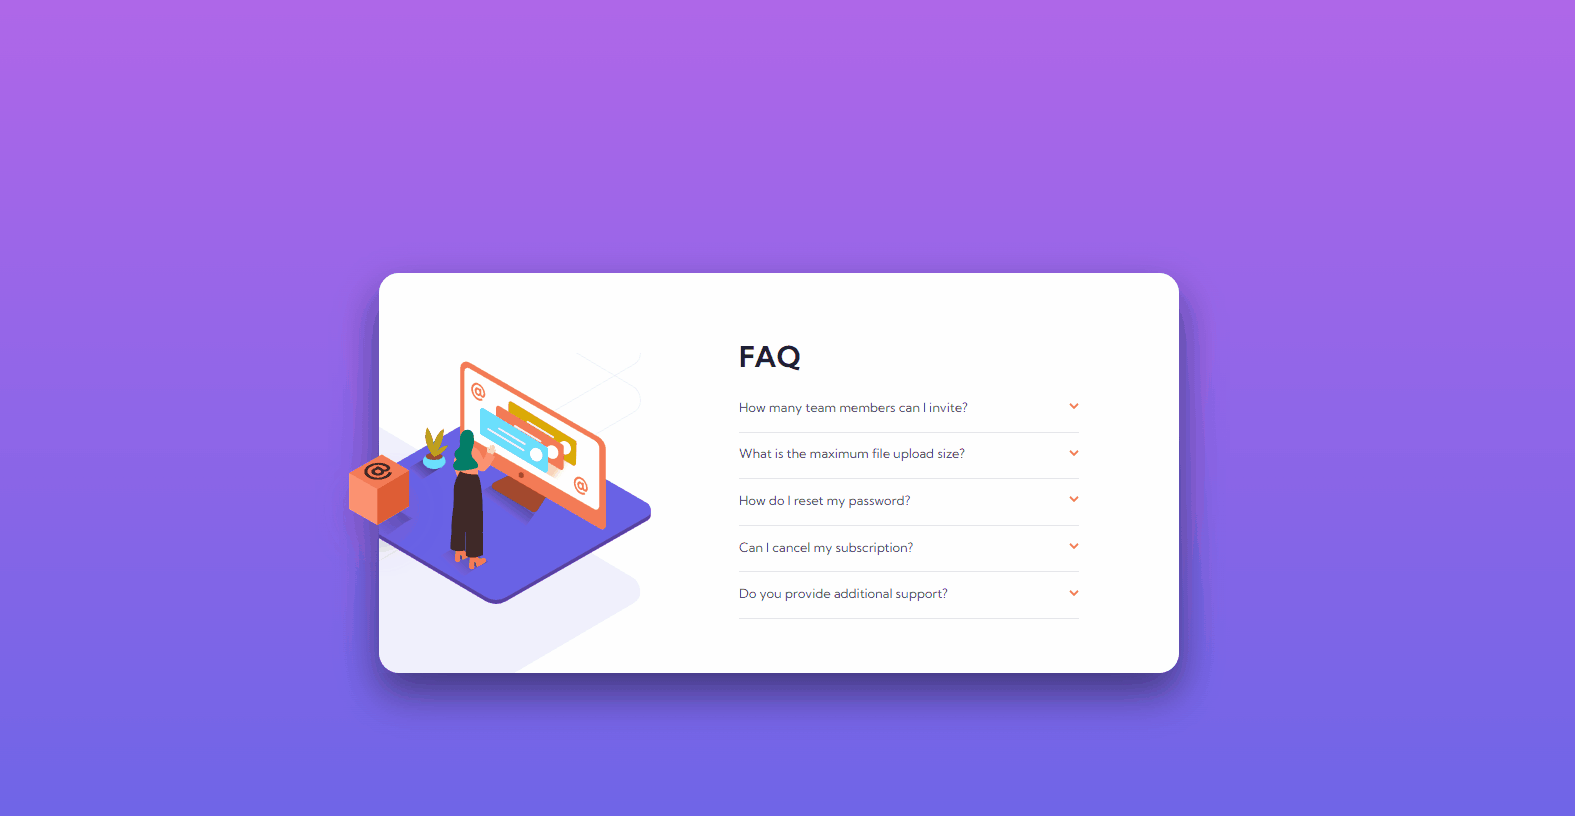 FAQ
How many team members can I invite?
What is the maximum file upload size?
How do I reset my password?
Can I cancel my subscription?
Do you provide additional support?
@
@
@